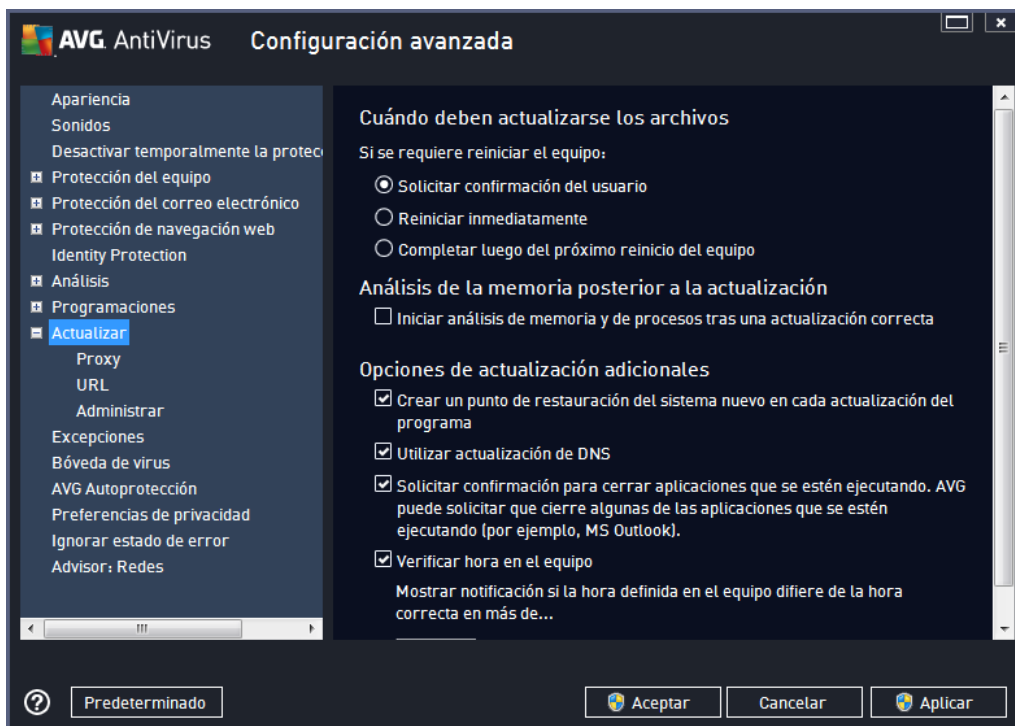 AVG. AntiVirus Configuración avanzada
Apariencia
Sonidos
Desactivar temporalmente la protec
Protección del equipo
Protección del correo electrónico
Protección de navegación web
Identity Protection
Análisis
Programaciones
Actualizar
Proxy
URL
Administrar
Excepciones
Bóveda de virus
AVG Autoprotección
Preferencias de privacidad
Ignorar estado de error
Advisor: Redes
Cuándo deben actualizarse los archivos
Si se requiere reiniciar el equipo:
Solicitar confirmación del usuario
Reiniciar inmediatamente
Completar luego del próximo reinicio del equipo
Análisis de la memoria posterior a la actualización
Iniciar análisis de memoria y de procesos tras una actualización correcta
Opciones de actualización adicionales
Crear un punto de restauración del sistema nuevo en cada actualización del
programa
Utilizar actualización de DNS
Solicitar confirmación para cerrar aplicaciones que se estén ejecutando. AVG
puede solicitar que cierre algunas de las aplicaciones que se estén
ejecutando (por ejemplo, MS Outlook).
Verificar hora en el equipo
Mostrar notificación si la hora definida en el equipo difiere de la hora
correcta en más de...
? Predeterminado Aceptar Cancelar Aplicar